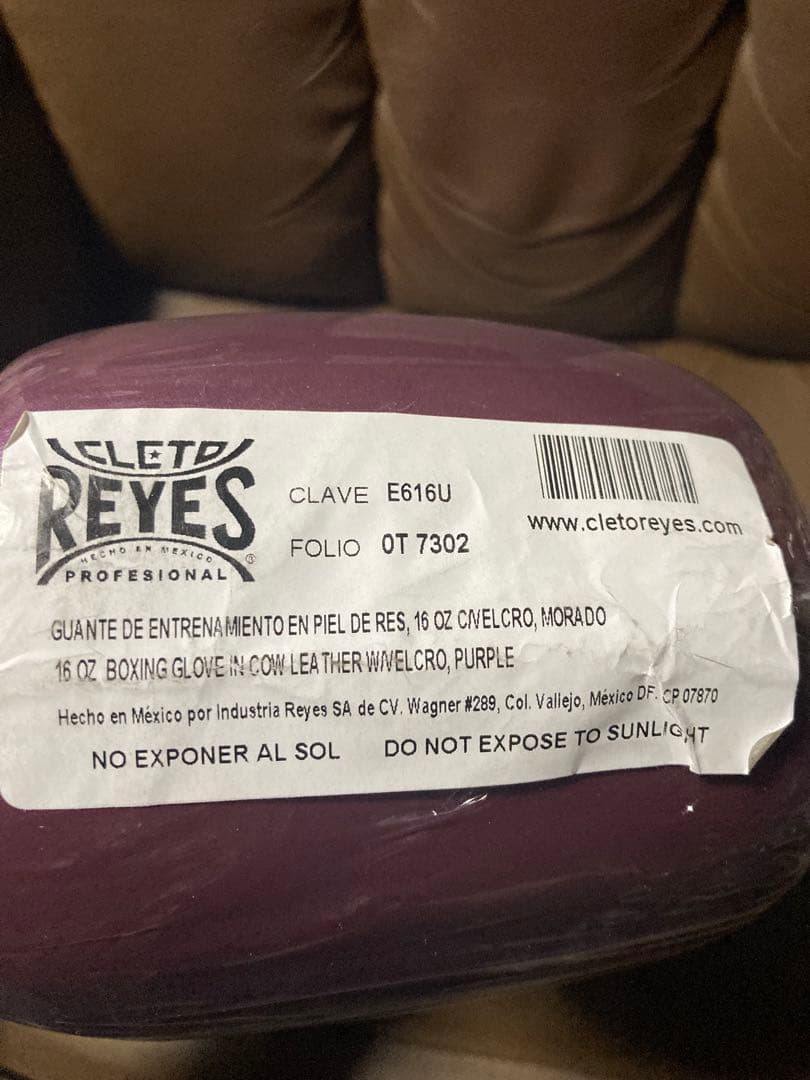 CLETO
REYES
HECHO EN MEXICO
PROFESIONAL
®
CLAVE E616U
FOLIO OT 7302
www.cletoreyes.com
GUANTE DE ENTRENAMIENTO EN PIEL DE RES, 16 OZ C/VELCRO, MORADO
16 OZ BOXING GLOVE IN COW LEATHER W/VELCRO, PURPLE
Hecho en México por Industria Reyes SA de CV. Wagner #289, Col. Vallejo, México DF. CP 07870
NO EXPONER AL SOL DO NOT EXPOSE TO SUNLIGHT